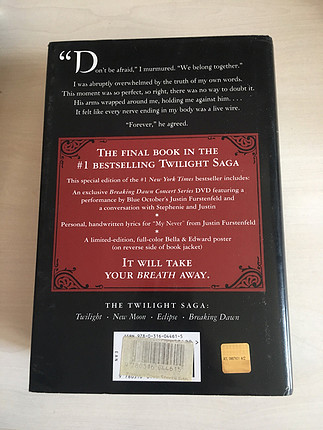 “Don’t be afraid,” I murmured. “We belong together.”
I was abruptly overwhelmed by the truth of my own words.
This moment was so perfect, so right, there was no way to doubt it.
His arms wrapped around me, holding me against him. . . .
It felt like every nerve ending in my body was a live wire.
“Forever,” he agreed.
THE FINAL BOOK IN THE
#1 BESTSELLING TWILIGHT SAGA
This special edition of the #1 New York Times bestseller includes:
An exclusive Breaking Dawn Concert Series DVD featuring a
performance by Blue October's Justin Furstenfeld and
a conversation with Stephenie and Justin
*
Personal, handwritten lyrics for “My Never” from Justin Furstenfeld
*
A limited-edition, full-color Bella & Edward poster
(on reverse side of book jacket)
IT WILL TAKE
YOUR BREATH AWAY.
THE TWILIGHT SAGA:
Twilight · New Moon · Eclipse · Breaking Dawn
ISBN 978-0-316-04461-5